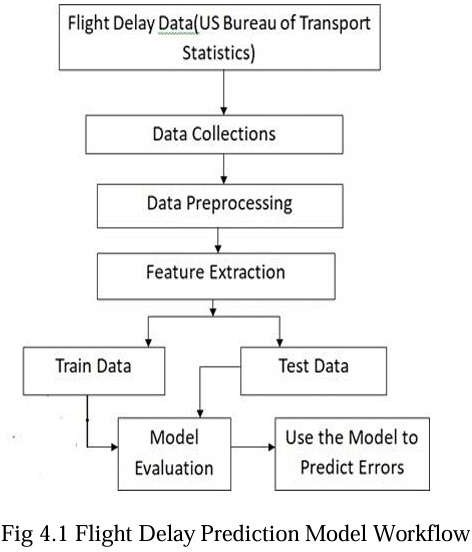 Flight Delay Data(US Bureau of Transport
Statistics)
Data Collections
Data Preprocessing
Feature Extraction
Train Data
Test Data
Model
Evaluation
Use the Model to
Predict Errors
Fig 4.1 Flight Delay Prediction Model Workflow